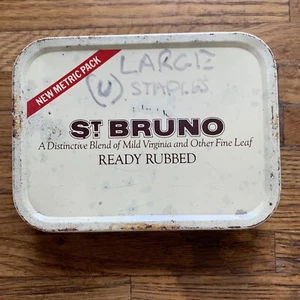 NEW METRIC PACK
LARGE
(U) STAPLES
ST BRUNO
A Distinctive Blend of Mild Virginia and Other Fine Leaf
READY RUBBED